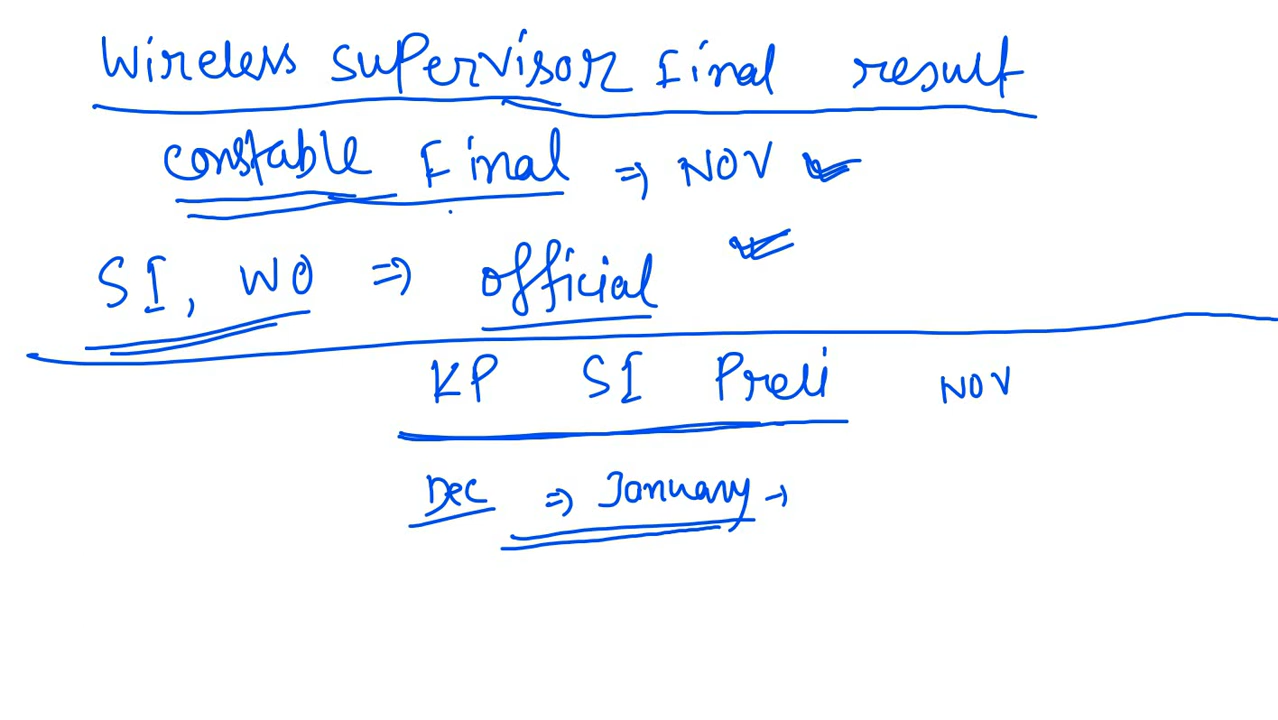 Wireless supervisor Final result
Constable Final ⇒ NOV
SI, WO ⇒ official
KP SI Preli NOV
Dec ⇒ January →